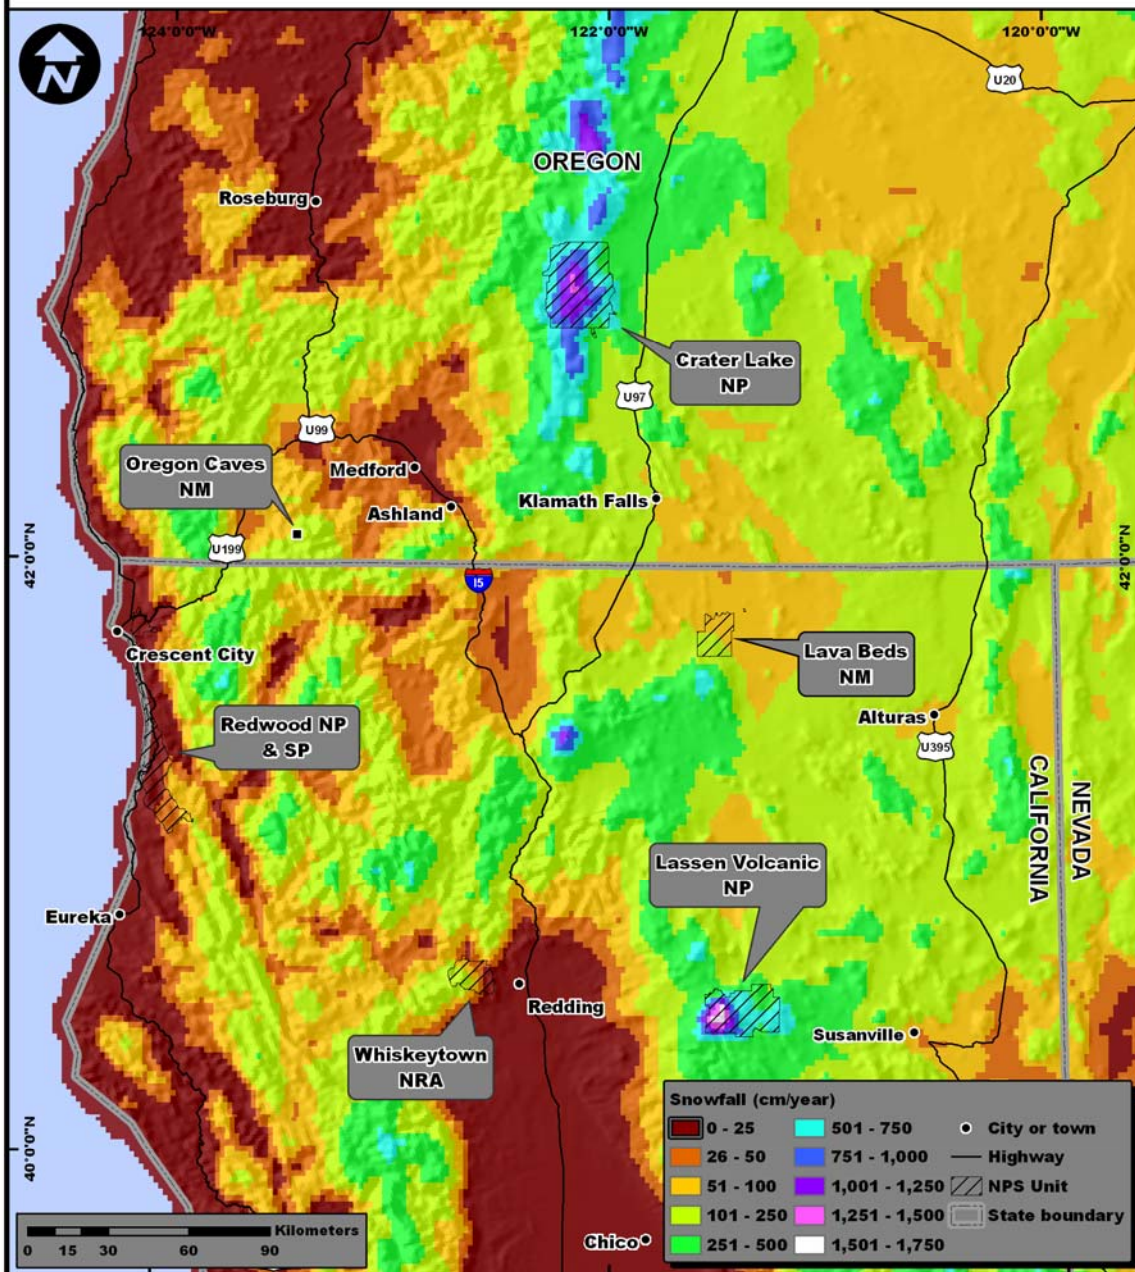 124°0'0"W
122°0'0"W
120°0'0"W
N
U20
OREGON
Roseburg
Crater Lake
NP
U97
U99
Oregon Caves
NM
Medford
Ashland
Klamath Falls
U199
42°0'0"N
42°0'0"N
I5
Crescent City
Lava Beds
NM
Redwood NP
& SP
Alturas
U395
CALIFORNIA
NEVADA
Lassen Volcanic
NP
Eureka
Redding
Whiskeytown
NRA
Susanville
40°0'0"N
Chico
Kilometers
0 15 30 60 90
Snowfall (cm/year)
0 - 25
26 - 50
51 - 100
101 - 250
251 - 500
501 - 750
751 - 1,000
1,001 - 1,250
1,251 - 1,500
1,501 - 1,750
City or town
Highway
NPS Unit
State boundary